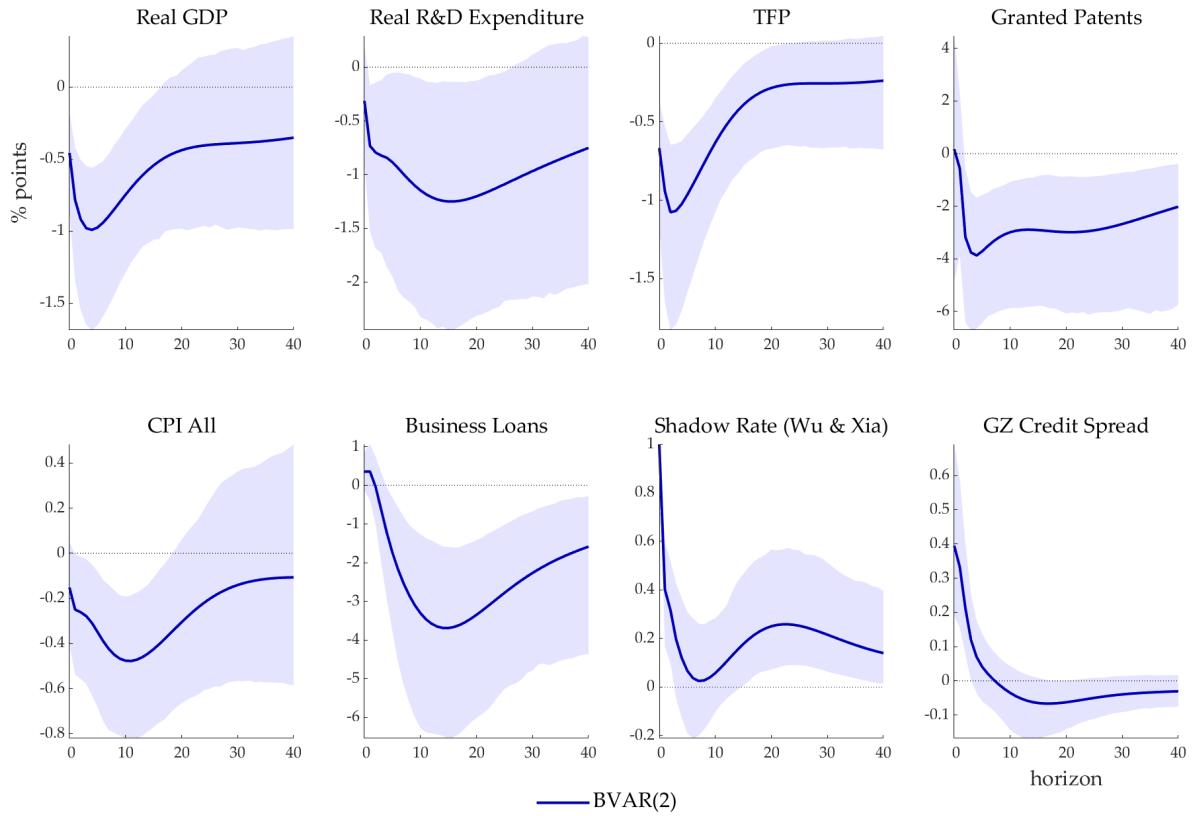 Real GDP
Real R&D Expenditure
TFP
Granted Patents
% points
0
-0.5
-1
-1.5
0 10 20 30 40
0
-0.5
-1
-1.5
-2
0 10 20 30 40
0
-0.5
-1
-1.5
0 10 20 30 40
4
2
0
-2
-4
-6
0 10 20 30 40
CPI All
Business Loans
Shadow Rate (Wu & Xia)
GZ Credit Spread
0.4
0.2
0
-0.2
-0.4
-0.6
-0.8
0 10 20 30 40
1
0
-1
-2
-3
-4
-5
-6
0 10 20 30 40
1
0.8
0.6
0.4
0.2
0
-0.2
0 10 20 30 40
0.6
0.5
0.4
0.3
0.2
0.1
0
-0.1
0 10 20 30 40
horizon
BVAR(2)